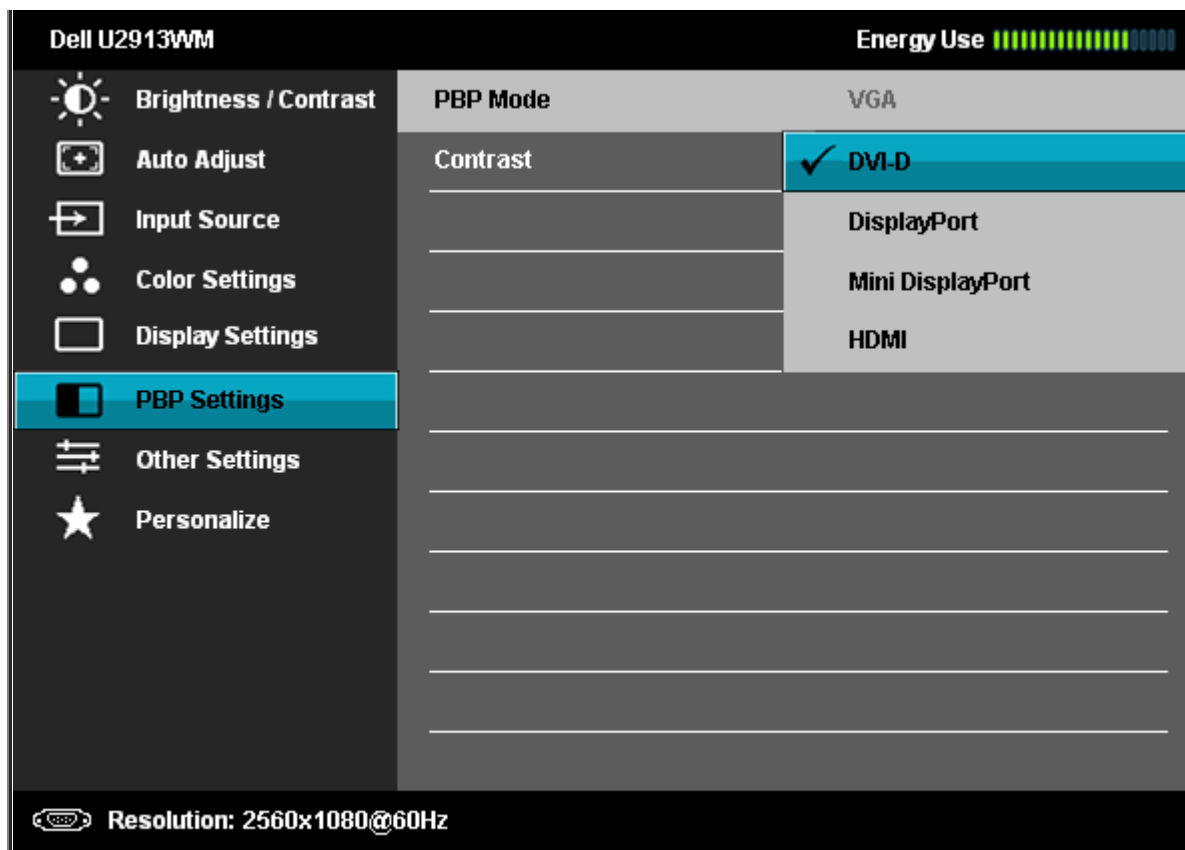 Dell U2913WM Energy Use
Brightness / Contrast PBP Mode VGA
Auto Adjust Contrast DVI-D
Input Source DisplayPort
Color Settings Mini DisplayPort
Display Settings HDMI
PBP Settings
Other Settings
Personalize
Resolution: 2560x1080@60Hz